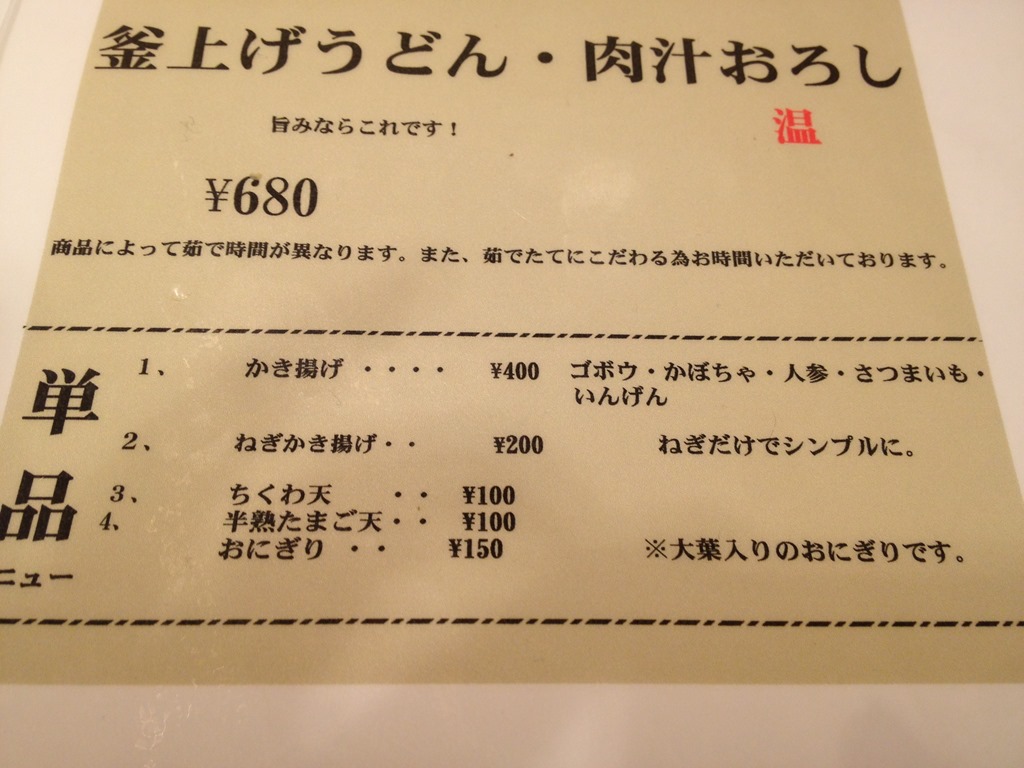 釜上げうどん・肉汁おろし
旨みならこれです！ 温
¥680
商品によって茹で時間が異なります。また、茹でたてにこだわる為お時間いただいております。
単品
ニュー
1、 かき揚げ ・・・・ ¥400 ゴボウ・かぼちゃ・人参・さつまいも・
いんげん
2、 ねぎかき揚げ・・ ¥200 ねぎだけでシンプルに。
3、 ちくわ天 ・・ ¥100
4、 半熟たまご天・・ ¥100
おにぎり ・・ ¥150 ※大葉入りのおにぎりです。